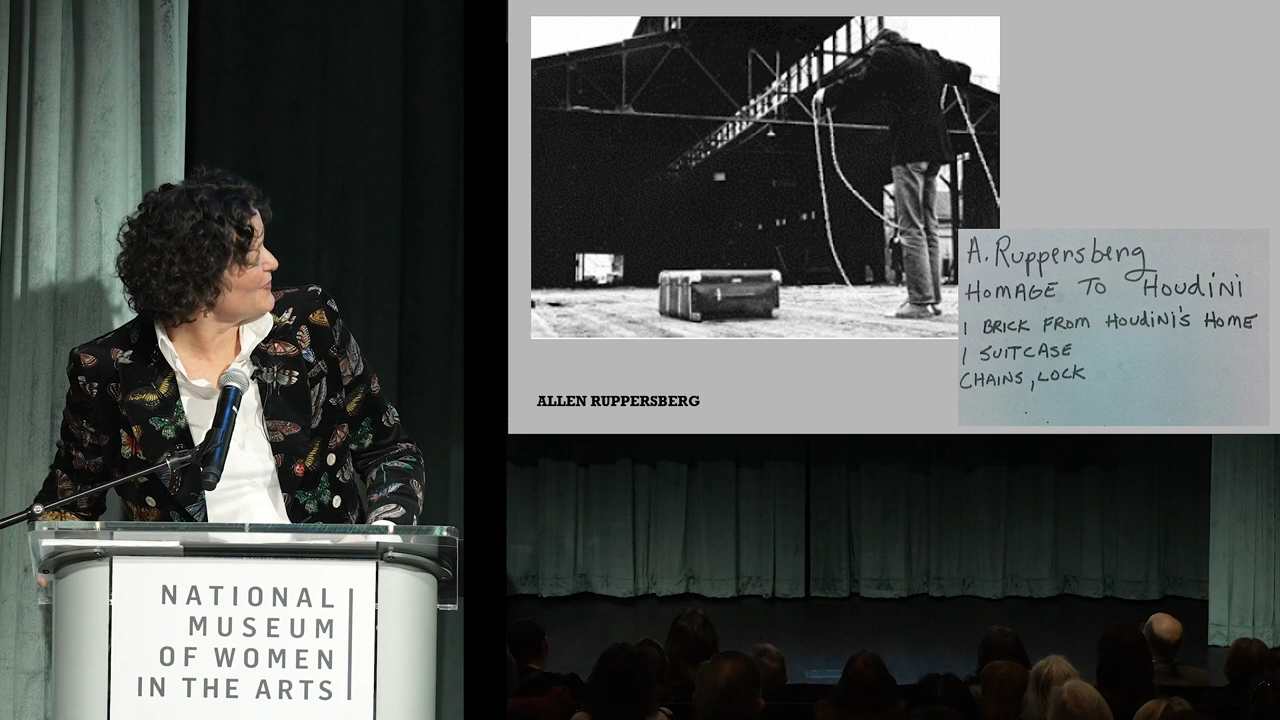 A. Ruppersberg
HOMAGE TO Houdini
1 BRICK FROM HOUdiNi'S HOME
1 SUITCASE
CHAINS, LOCK
ALLEN RUPPERSBERG
NATIONAL
MUSEUM
OF WOMEN
IN THE ARTS